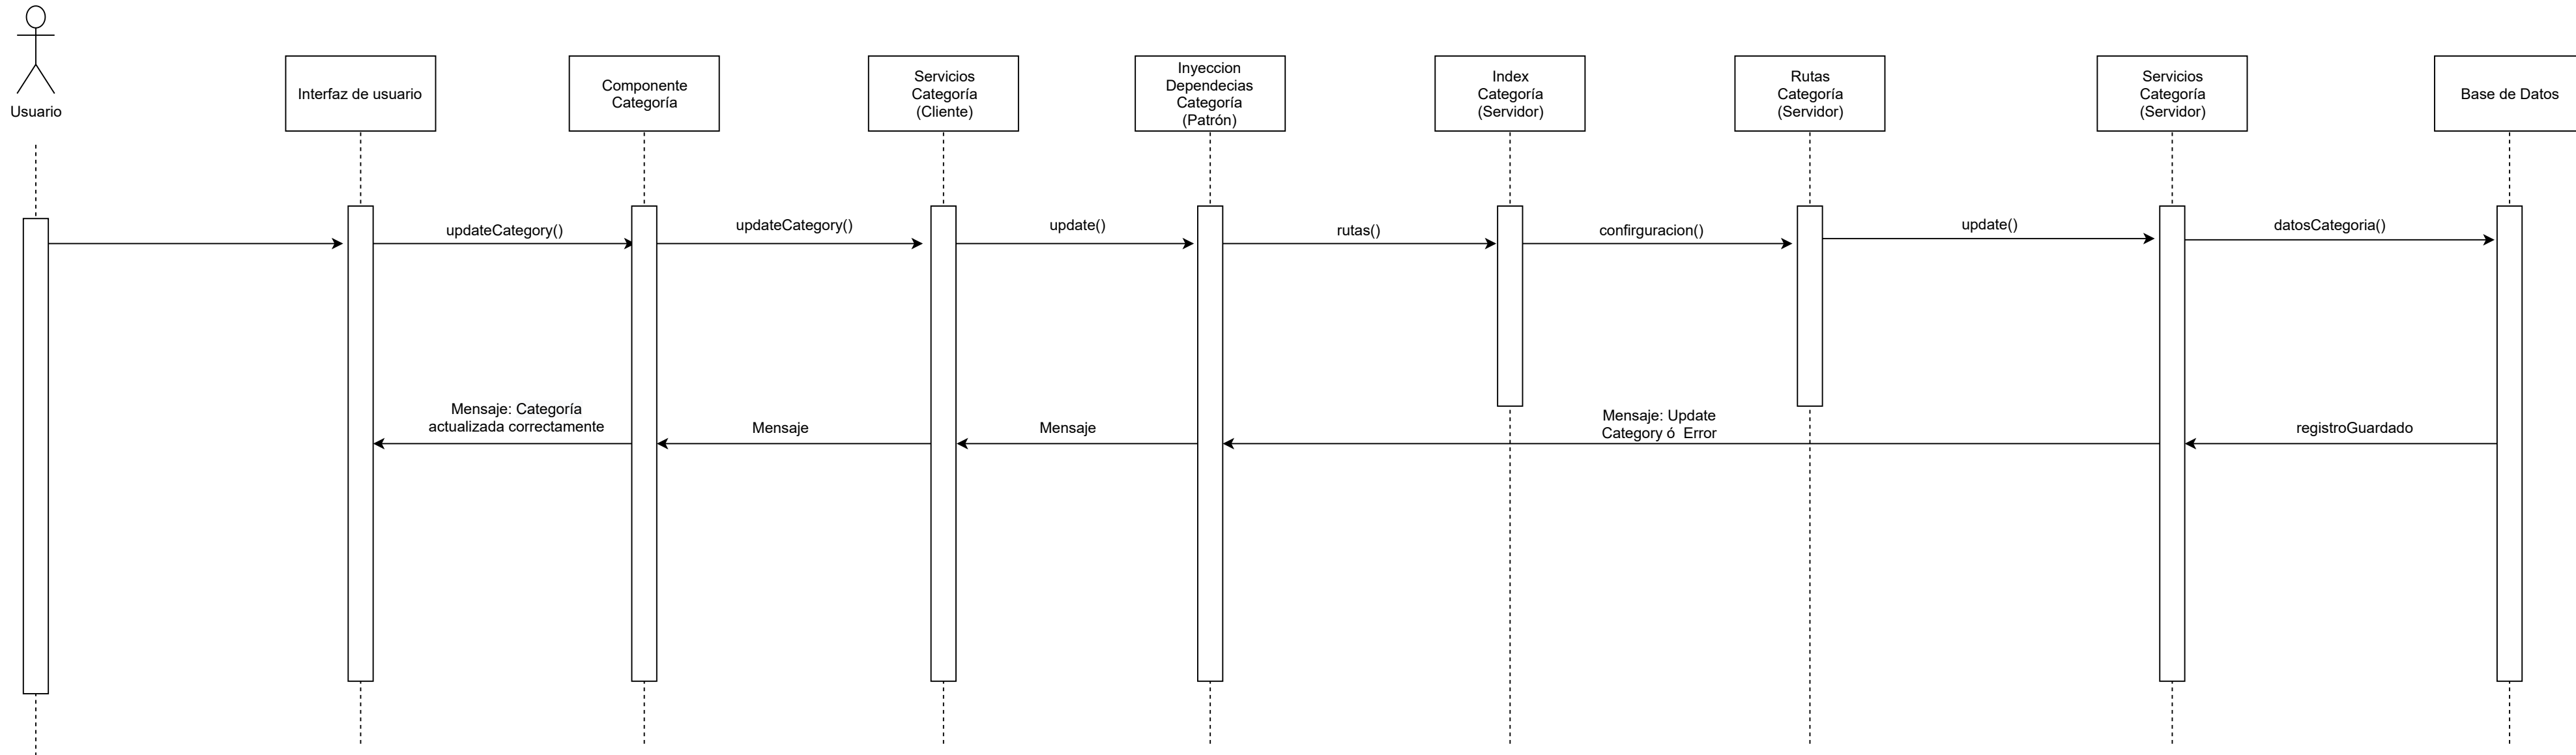 Usuario
Interfaz de usuario
Componente
Categoría
Servicios
Categoría
(Cliente)
Inyeccion
Dependecias
Categoría
(Patrón)
Index
Categoría
(Servidor)
Rutas
Categoría
(Servidor)
Servicios
Categoría
(Servidor)
Base de Datos
updateCategory()
updateCategory()
update()
rutas()
confirguracion()
update()
datosCategoria()
Mensaje: Categoría
actualizada correctamente
Mensaje
Mensaje
Mensaje: Update
Category ó  Error
registroGuardado